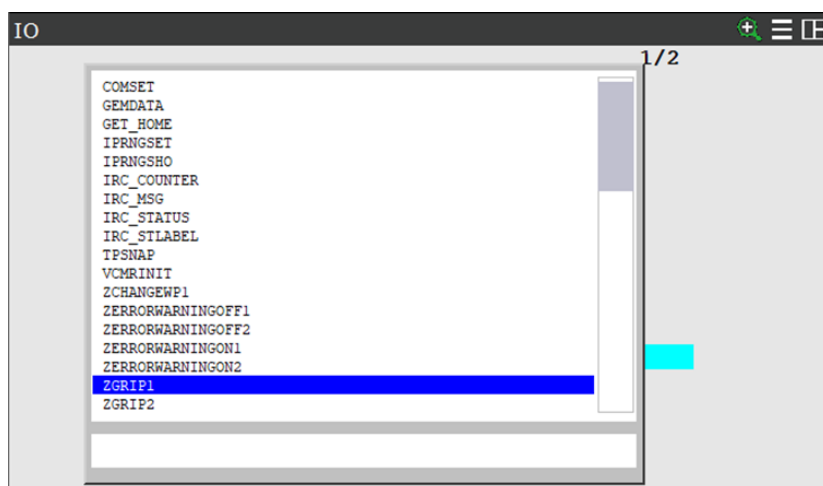 IO
1/2
COMSET
GEMDATA
GET_HOME
IPRNGSET
IPRNGSHO
IRC_COUNTER
IRC_MSG
IRC_STATUS
IRC_STLABEL
TPSNAP
VCMRINIT
ZCHANGEWP1
ZERRORWARNINGOFF1
ZERRORWARNINGOFF2
ZERRORWARNINGON1
ZERRORWARNINGON2
ZGRIP1
ZGRIP2